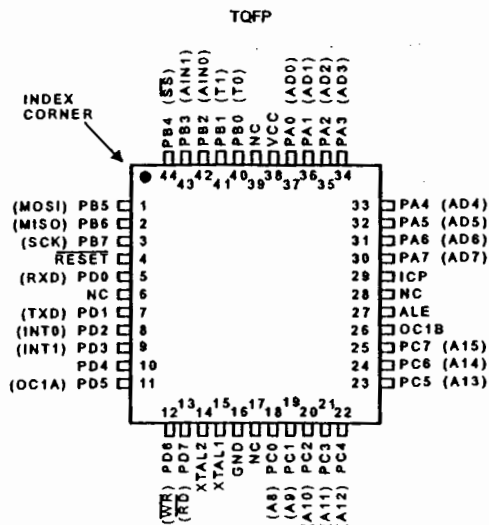 TQFP
INDEX
CORNER
PB4 (SS)
PB3 (AIN1)
PB2 (AIN0)
PB1 (T1)
PB0 (T0)
NC
VCC
PA0 (AD0)
PA1 (AD1)
PA2 (AD2)
PA3 (AD3)
44 43 42 41 40 39 38 37 36 35 34
(MOSI) PB5 1
(MISO) PB6 2
(SCK) PB7 3
RESET 4
(RXD) PD0 5
NC 6
(TXD) PD1 7
(INT0) PD2 8
(INT1) PD3 9
PD4 10
(OC1A) PD5 11
33 PA4 (AD4)
32 PA5 (AD5)
31 PA6 (AD6)
30 PA7 (AD7)
29 ICP
28 NC
27 ALE
26 OC1B
25 PC7 (A15)
24 PC6 (A14)
23 PC5 (A13)
12 13 14 15 16 17 18 19 20 21 22
(WR) PD6
(RD) PD7
XTAL2
XTAL1
GND
NC
(A8) PC0
(A9) PC1
(A10) PC2
(A11) PC3
(A12) PC4